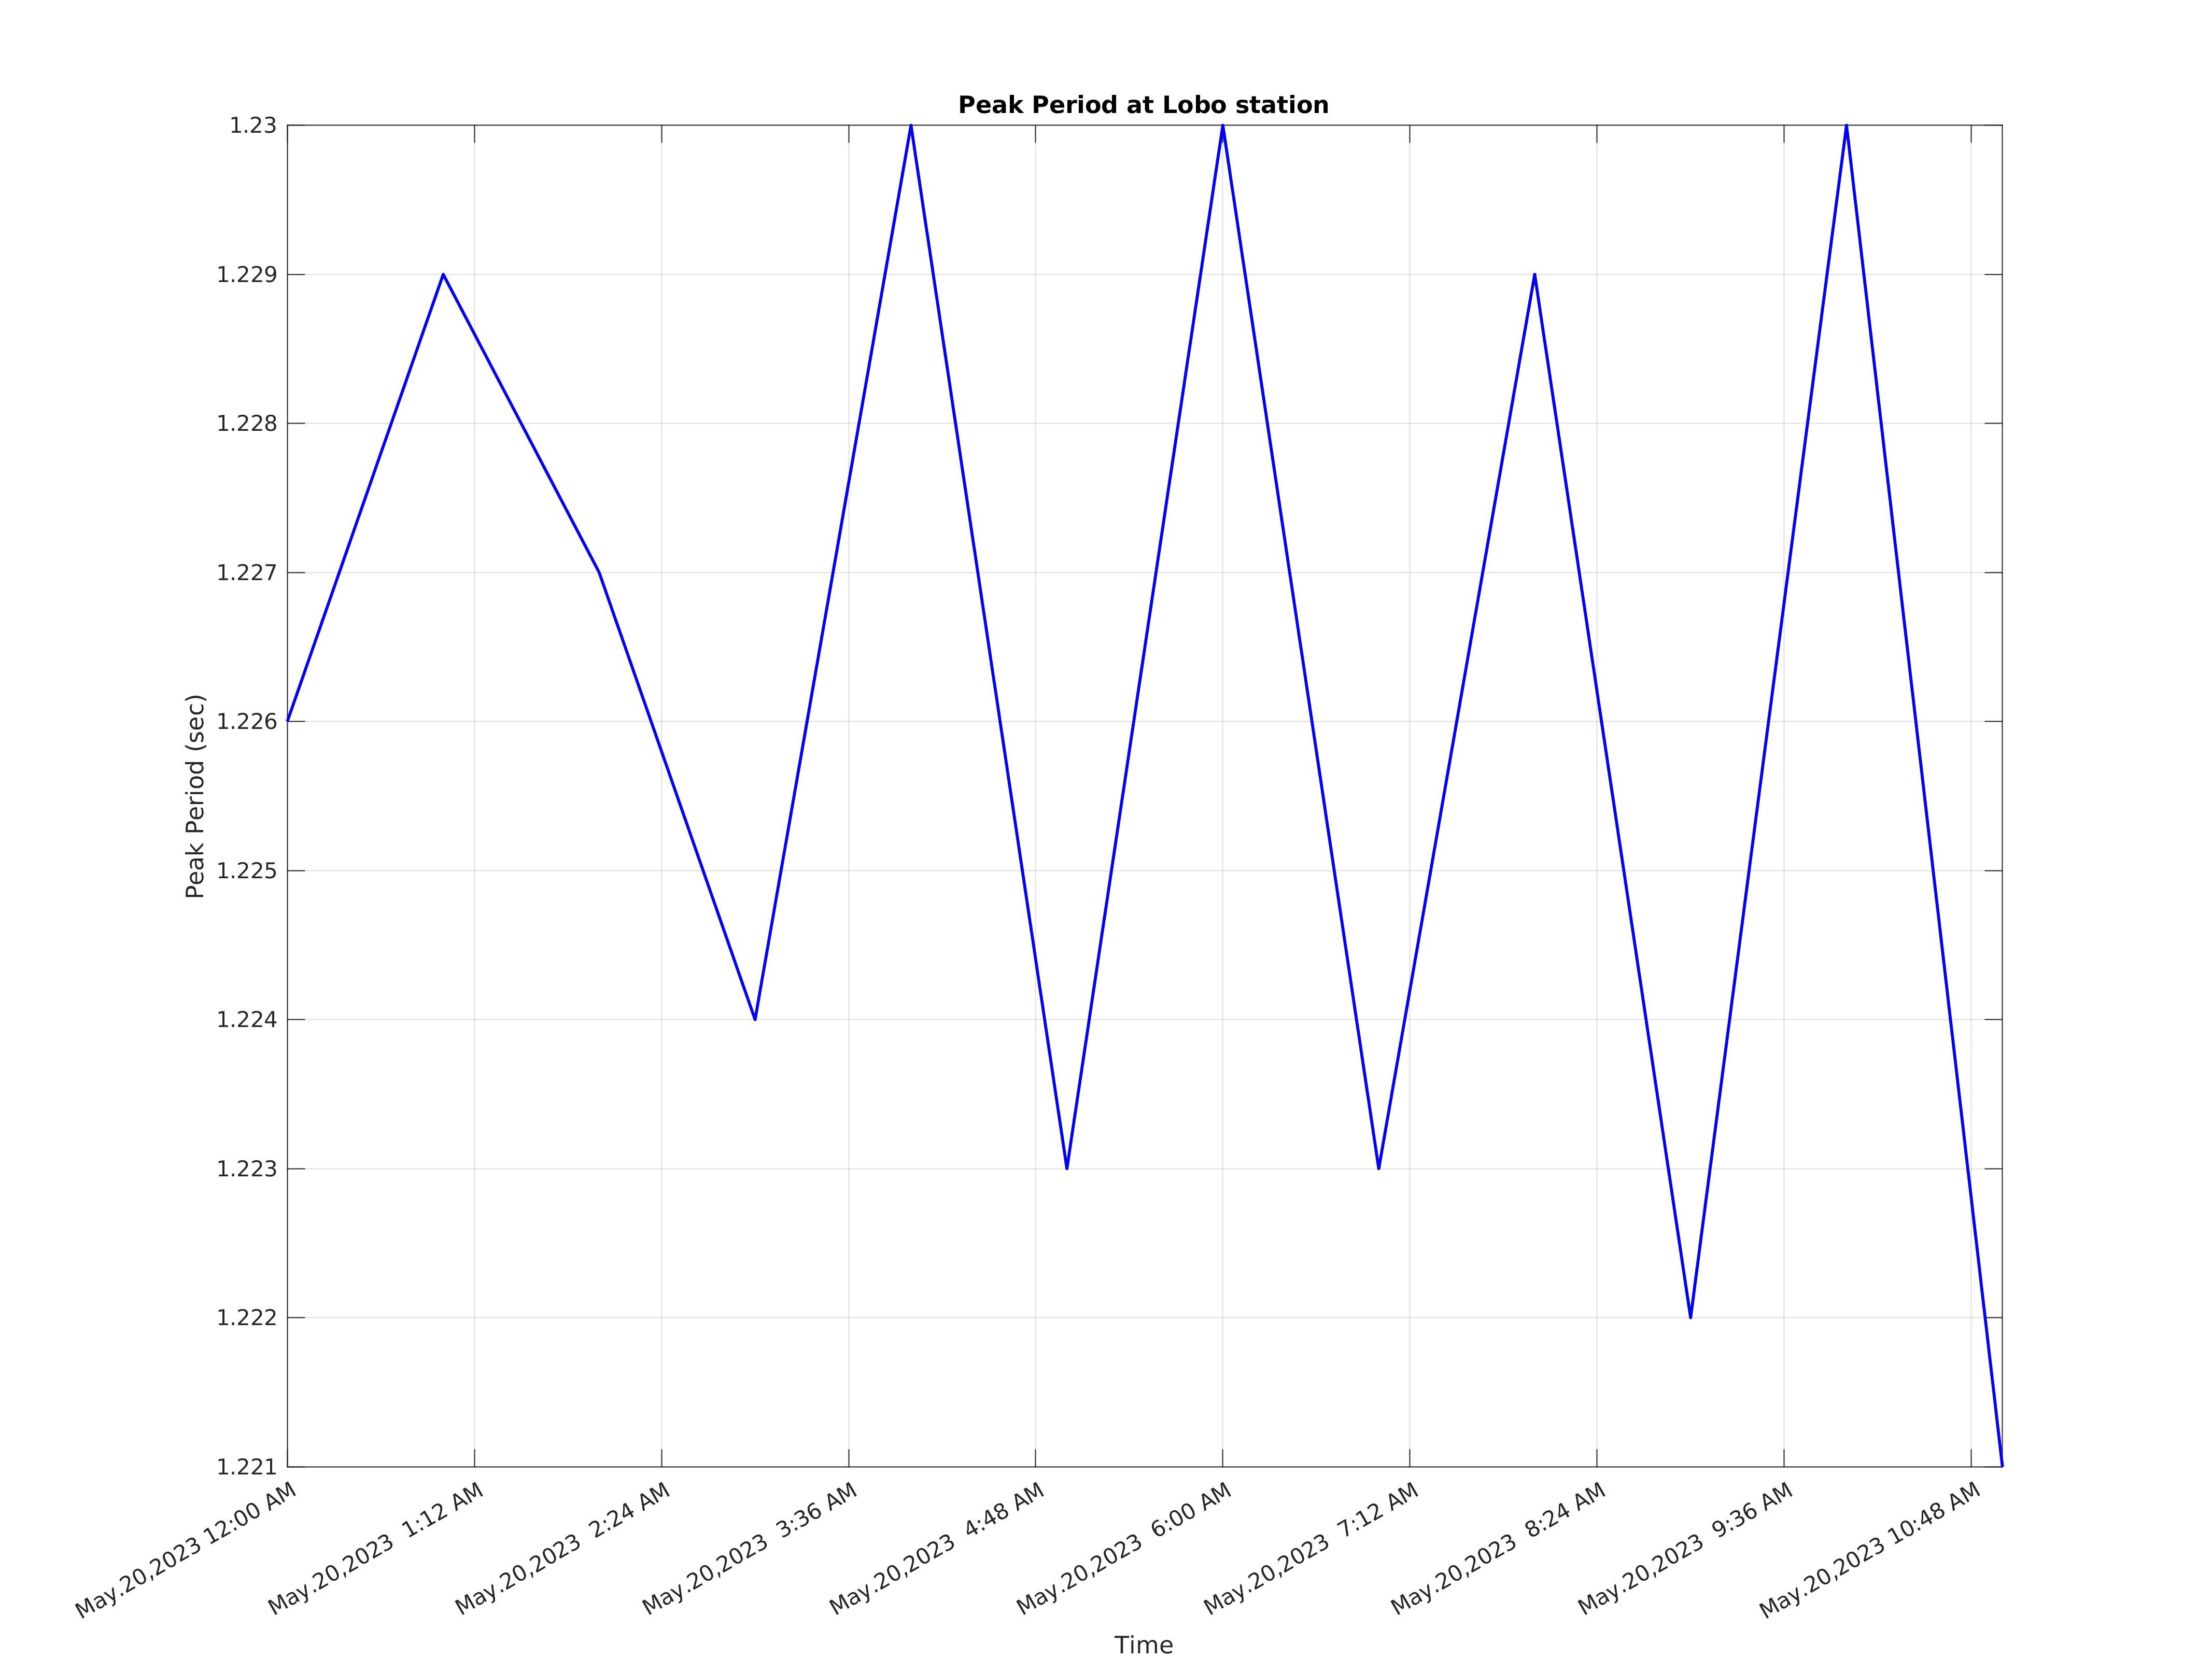 Peak Period at Lobo station
1.23
1.229
1.228
1.227
1.226
1.225
1.224
1.223
1.222
1.221
Peak Period (sec)
May.20,2023 12:00 AM
May.20,2023 1:12 AM
May.20,2023 2:24 AM
May.20,2023 3:36 AM
May.20,2023 4:48 AM
May.20,2023 6:00 AM
May.20,2023 7:12 AM
May.20,2023 8:24 AM
May.20,2023 9:36 AM
May.20,2023 10:48 AM
Time